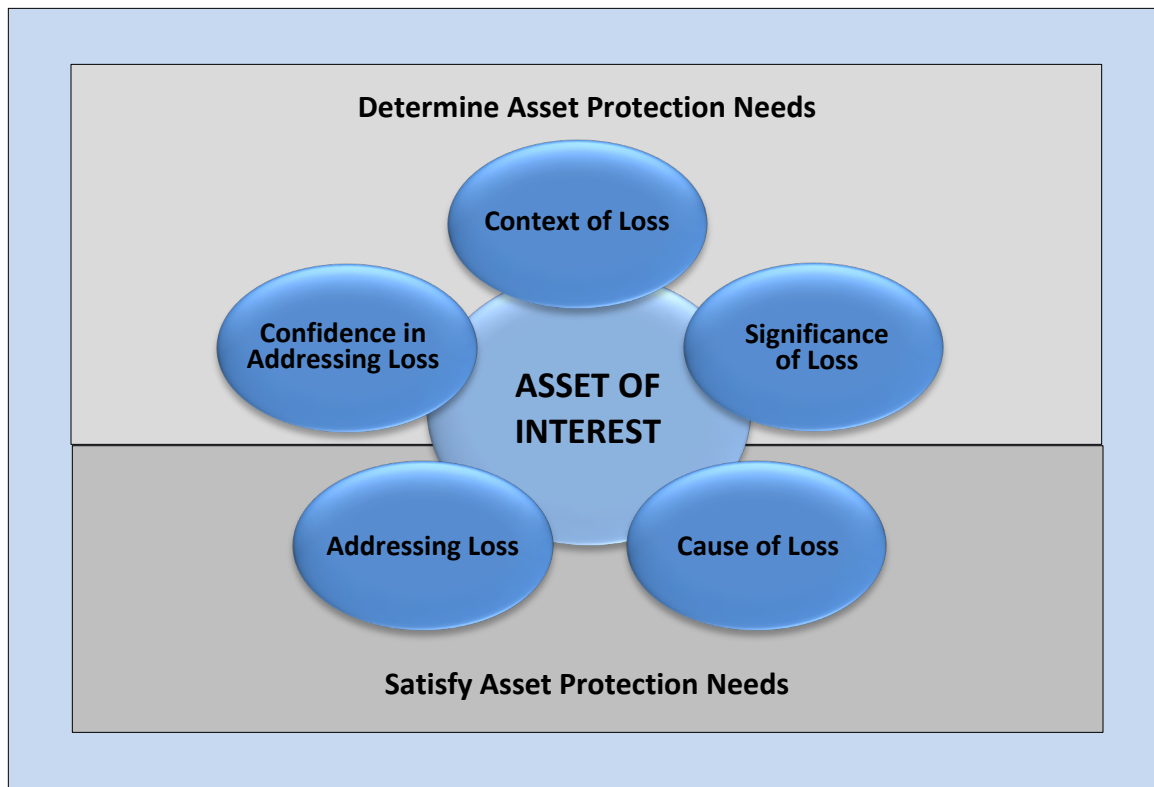 Determine Asset Protection Needs
Context of Loss
Confidence in
Addressing Loss
Significance
of Loss
ASSET OF
INTEREST
Addressing Loss
Cause of Loss
Satisfy Asset Protection Needs